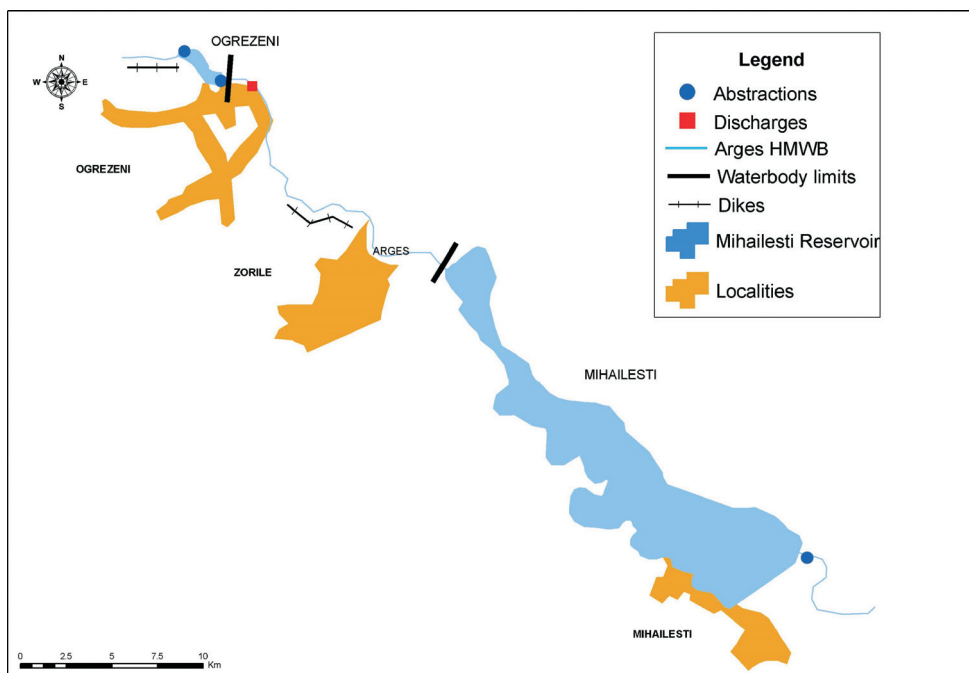 OGREZENI
N
W E
S
OGREZENI
ZORILE
ARGES
MIHAILESTI
MIHAILESTI
0 2.5 5 7.5 10
Km
Legend
Abstractions
Discharges
Arges HMWB
Waterbody limits
Dikes
Mihailesti Reservoir
Localities